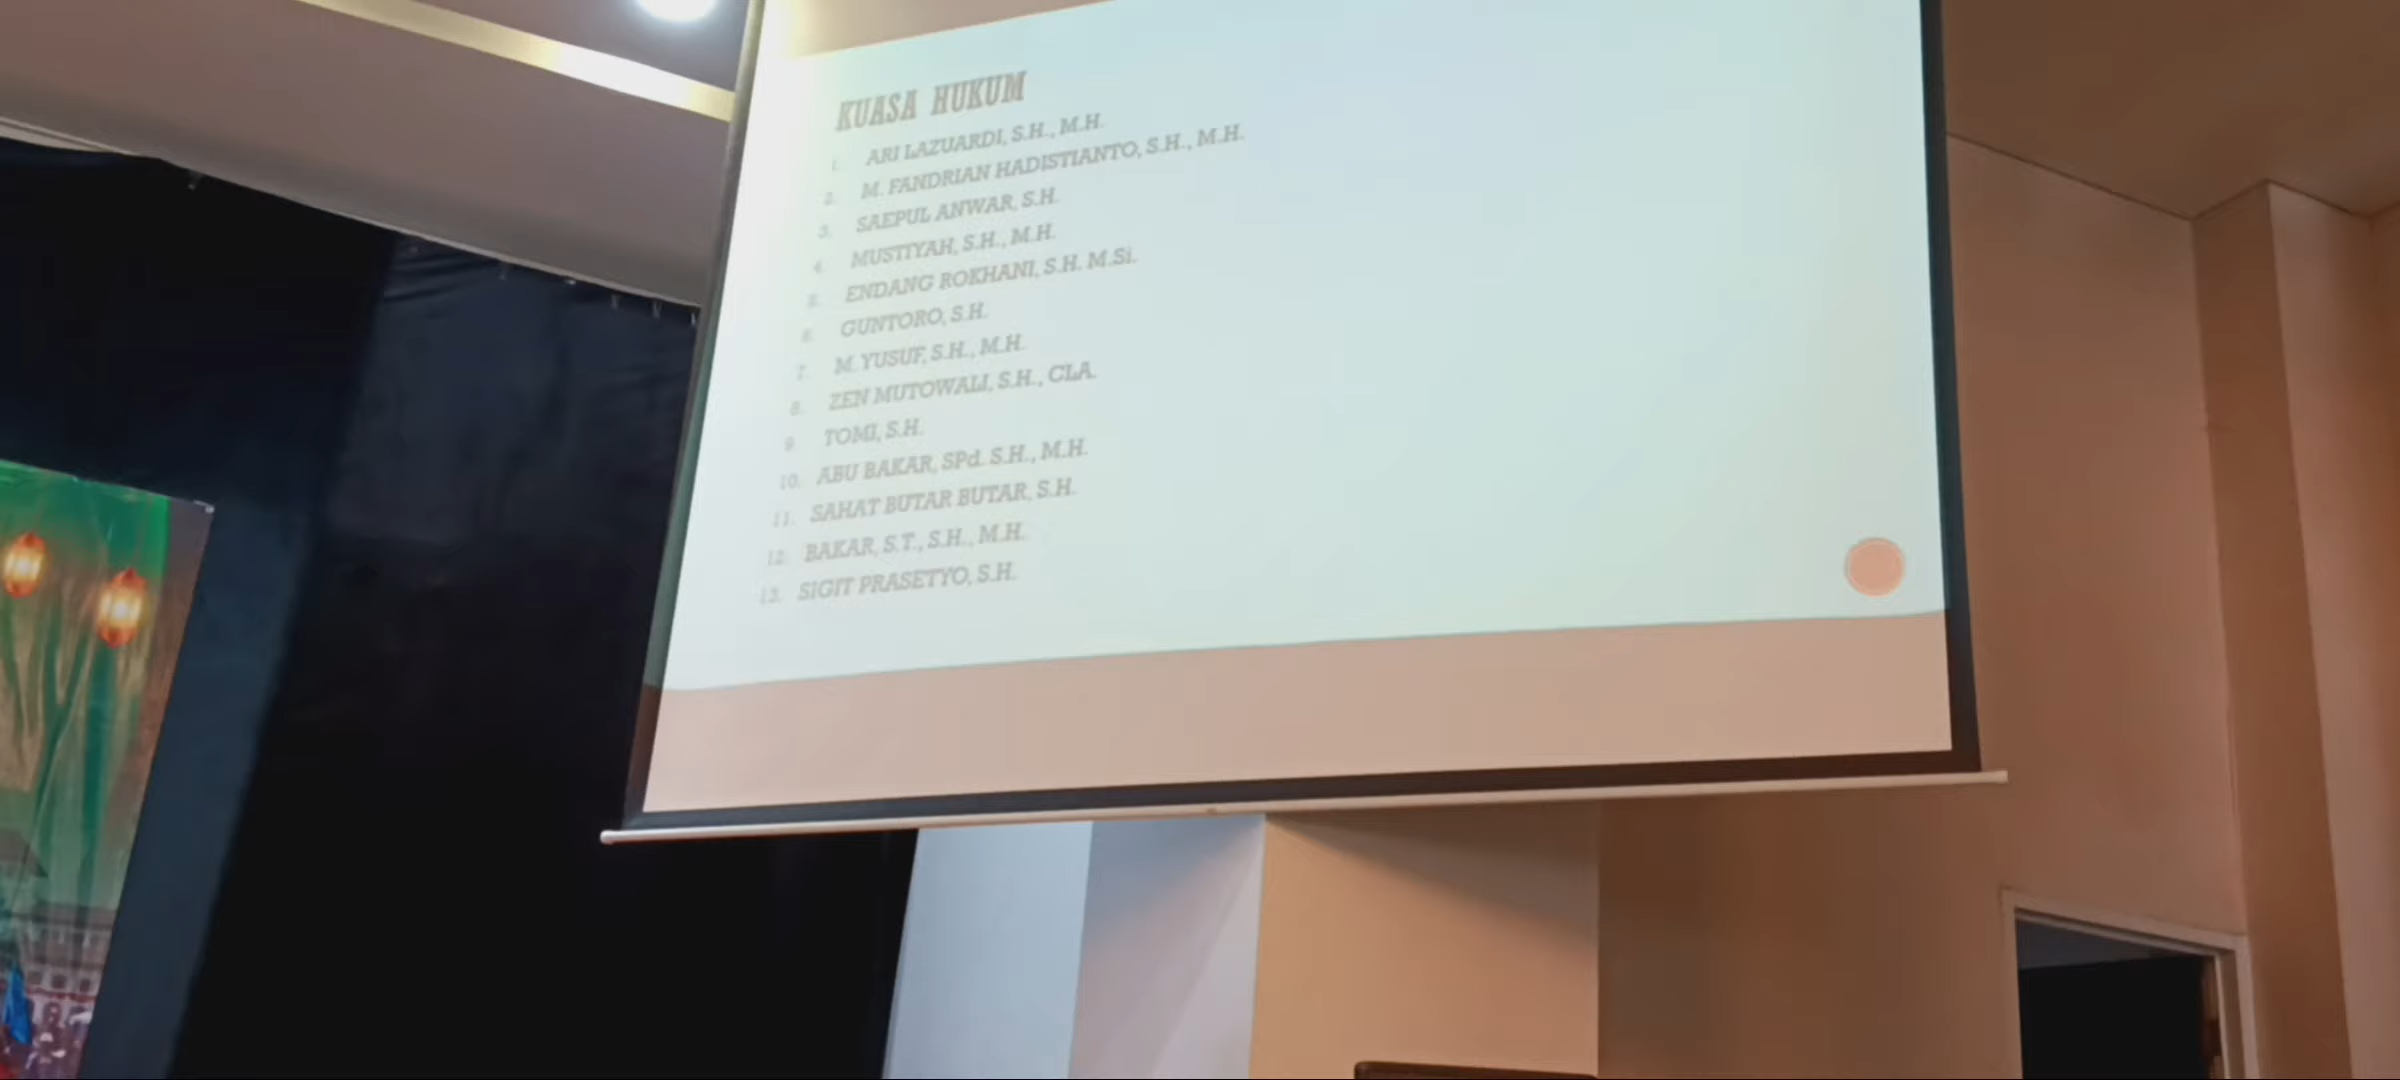 KUASA HUKUM
1. ARI LAZUARDI, S.H., M.H.
2. M. FANDRIAN HADISTIANTO, S.H., M.H.
3. SAEPUL ANWAR, S.H.
4. MUSTIYAH, S.H., M.H.
5. ENDANG ROKHANI, S.H. M.Si.
6. GUNTORO, S.H.
7. M. YUSUF, S.H., M.H.
8. ZEN MUTOWALI, S.H., CLA.
9. TOMI, S.H.
10. ABU BAKAR, SPd. S.H., M.H.
11. SAHAT BUTAR BUTAR, S.H.
12. BAKAR, S.T., S.H., M.H.
13. SIGIT PRASETYO, S.H.